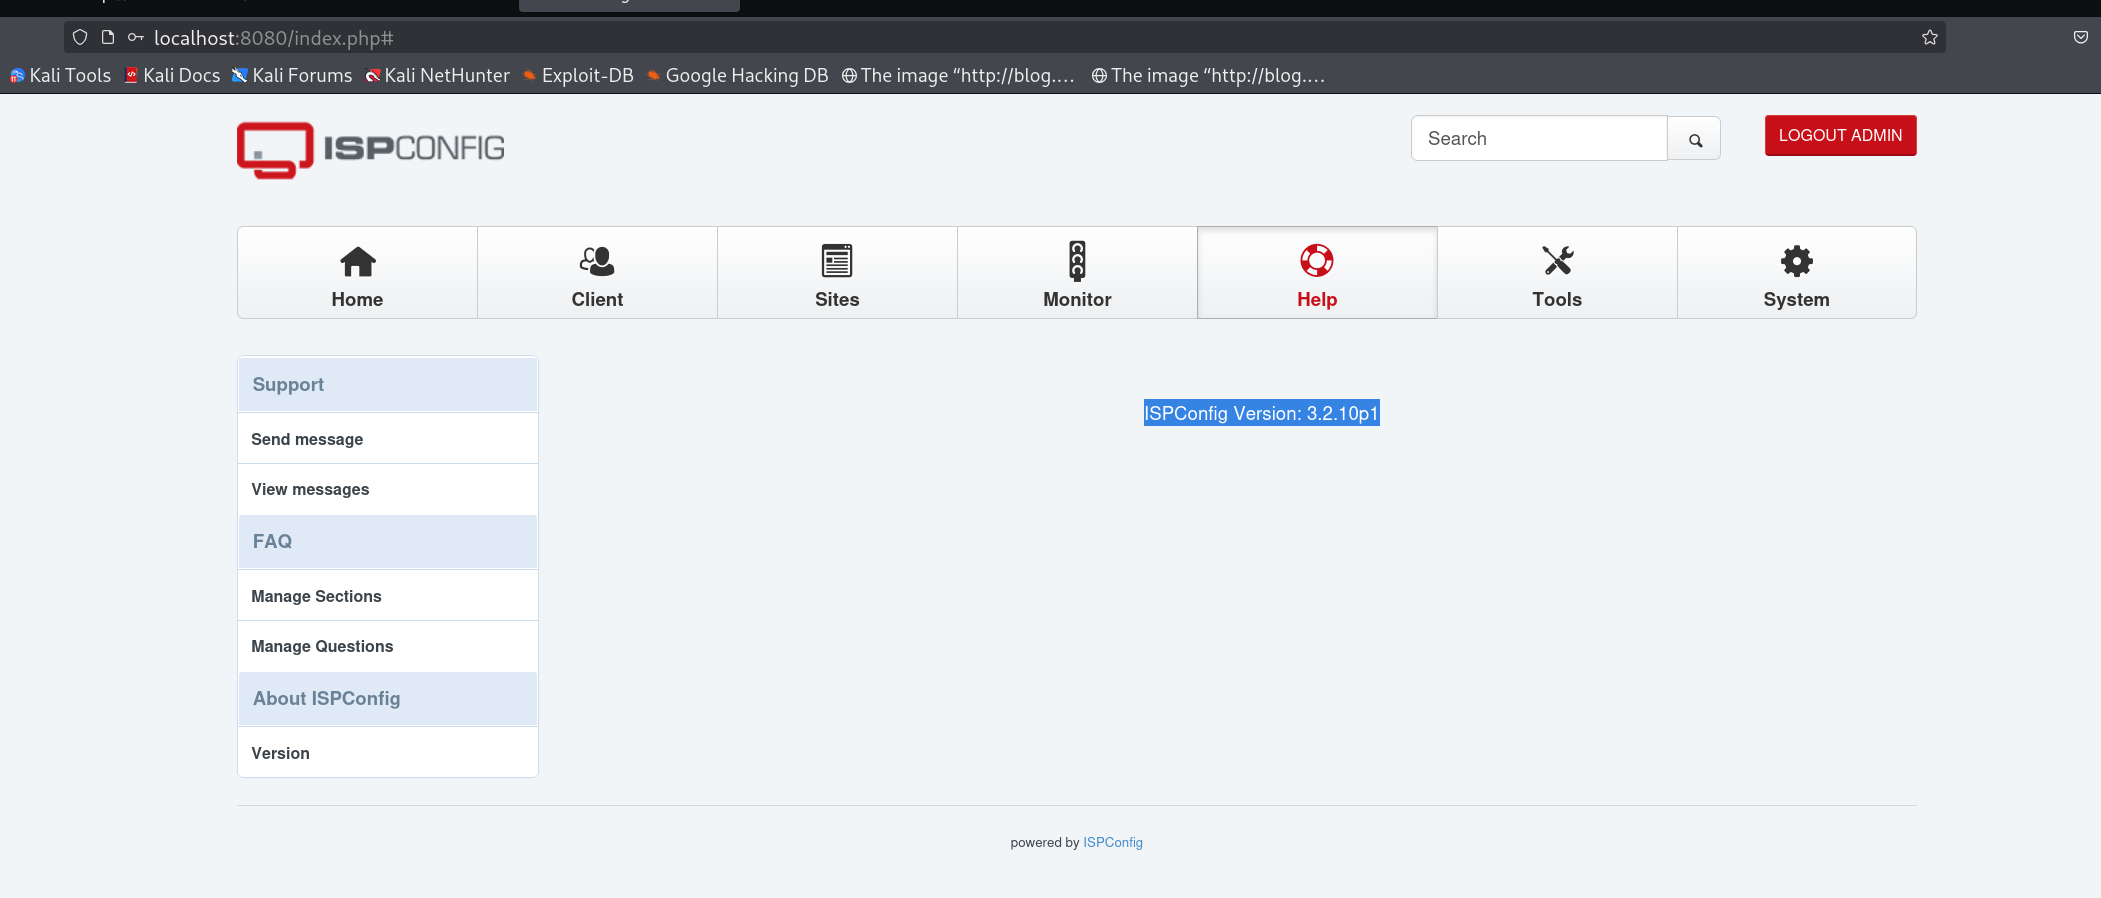 localhost:8080/index.php#
Kali Tools Kali Docs Kali Forums Kali NetHunter Exploit-DB Google Hacking DB The image “http://blog.… The image “http://blog.…
ISPCONFIG
Search
LOGOUT ADMIN
Home Client Sites Monitor Help Tools System
Support
ISPConfig Version: 3.2.10p1
Send message
View messages
FAQ
Manage Sections
Manage Questions
About ISPConfig
Version
powered by ISPConfig